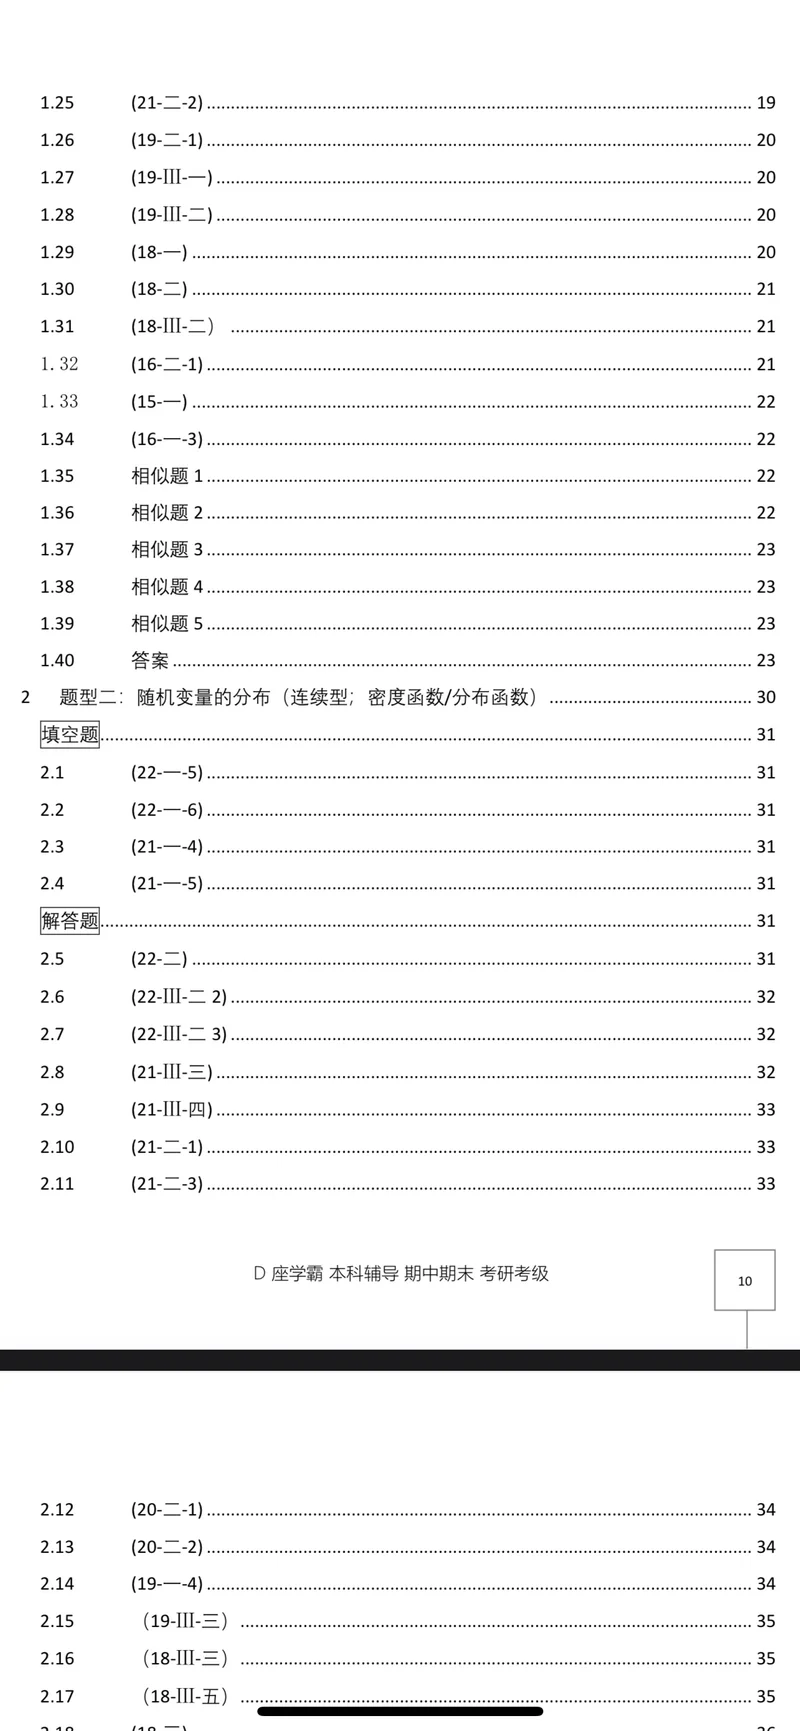 1.25 (21-二-2) 19
1.26 (19-二-1) 20
1.27 (19-Ⅲ-一) 20
1.28 (19-Ⅲ-二) 20
1.29 (18-一) 20
1.30 (18-二) 21
1.31 (18-Ⅲ-二） 21
1.32 (16-二-1) 21
1.33 (15-一) 22
1.34 (16-一-3) 22
1.35 相似题 1 22
1.36 相似题 2 22
1.37 相似题 3 23
1.38 相似题 4 23
1.39 相似题 5 23
1.40 答案 23
2 题型二：随机变量的分布（连续型；密度函数/分布函数） 30
填空题 31
2.1 (22-一-5) 31
2.2 (22-一-6) 31
2.3 (21-一-4) 31
2.4 (21-一-5) 31
解答题 31
2.5 (22-二) 31
2.6 (22-Ⅲ-二 2) 32
2.7 (22-Ⅲ-二 3) 32
2.8 (21-Ⅲ-三) 32
2.9 (21-Ⅲ-四) 33
2.10 (21-二-1) 33
2.11 (21-二-3) 33
D 座学霸 本科辅导 期中期末 考研考级
10
2.12 (20-二-1) 34
2.13 (20-二-2) 34
2.14 (19-一-4) 34
2.15 （19-Ⅲ-三） 35
2.16 （18-Ⅲ-三） 35
2.17 （18-Ⅲ-五） 35